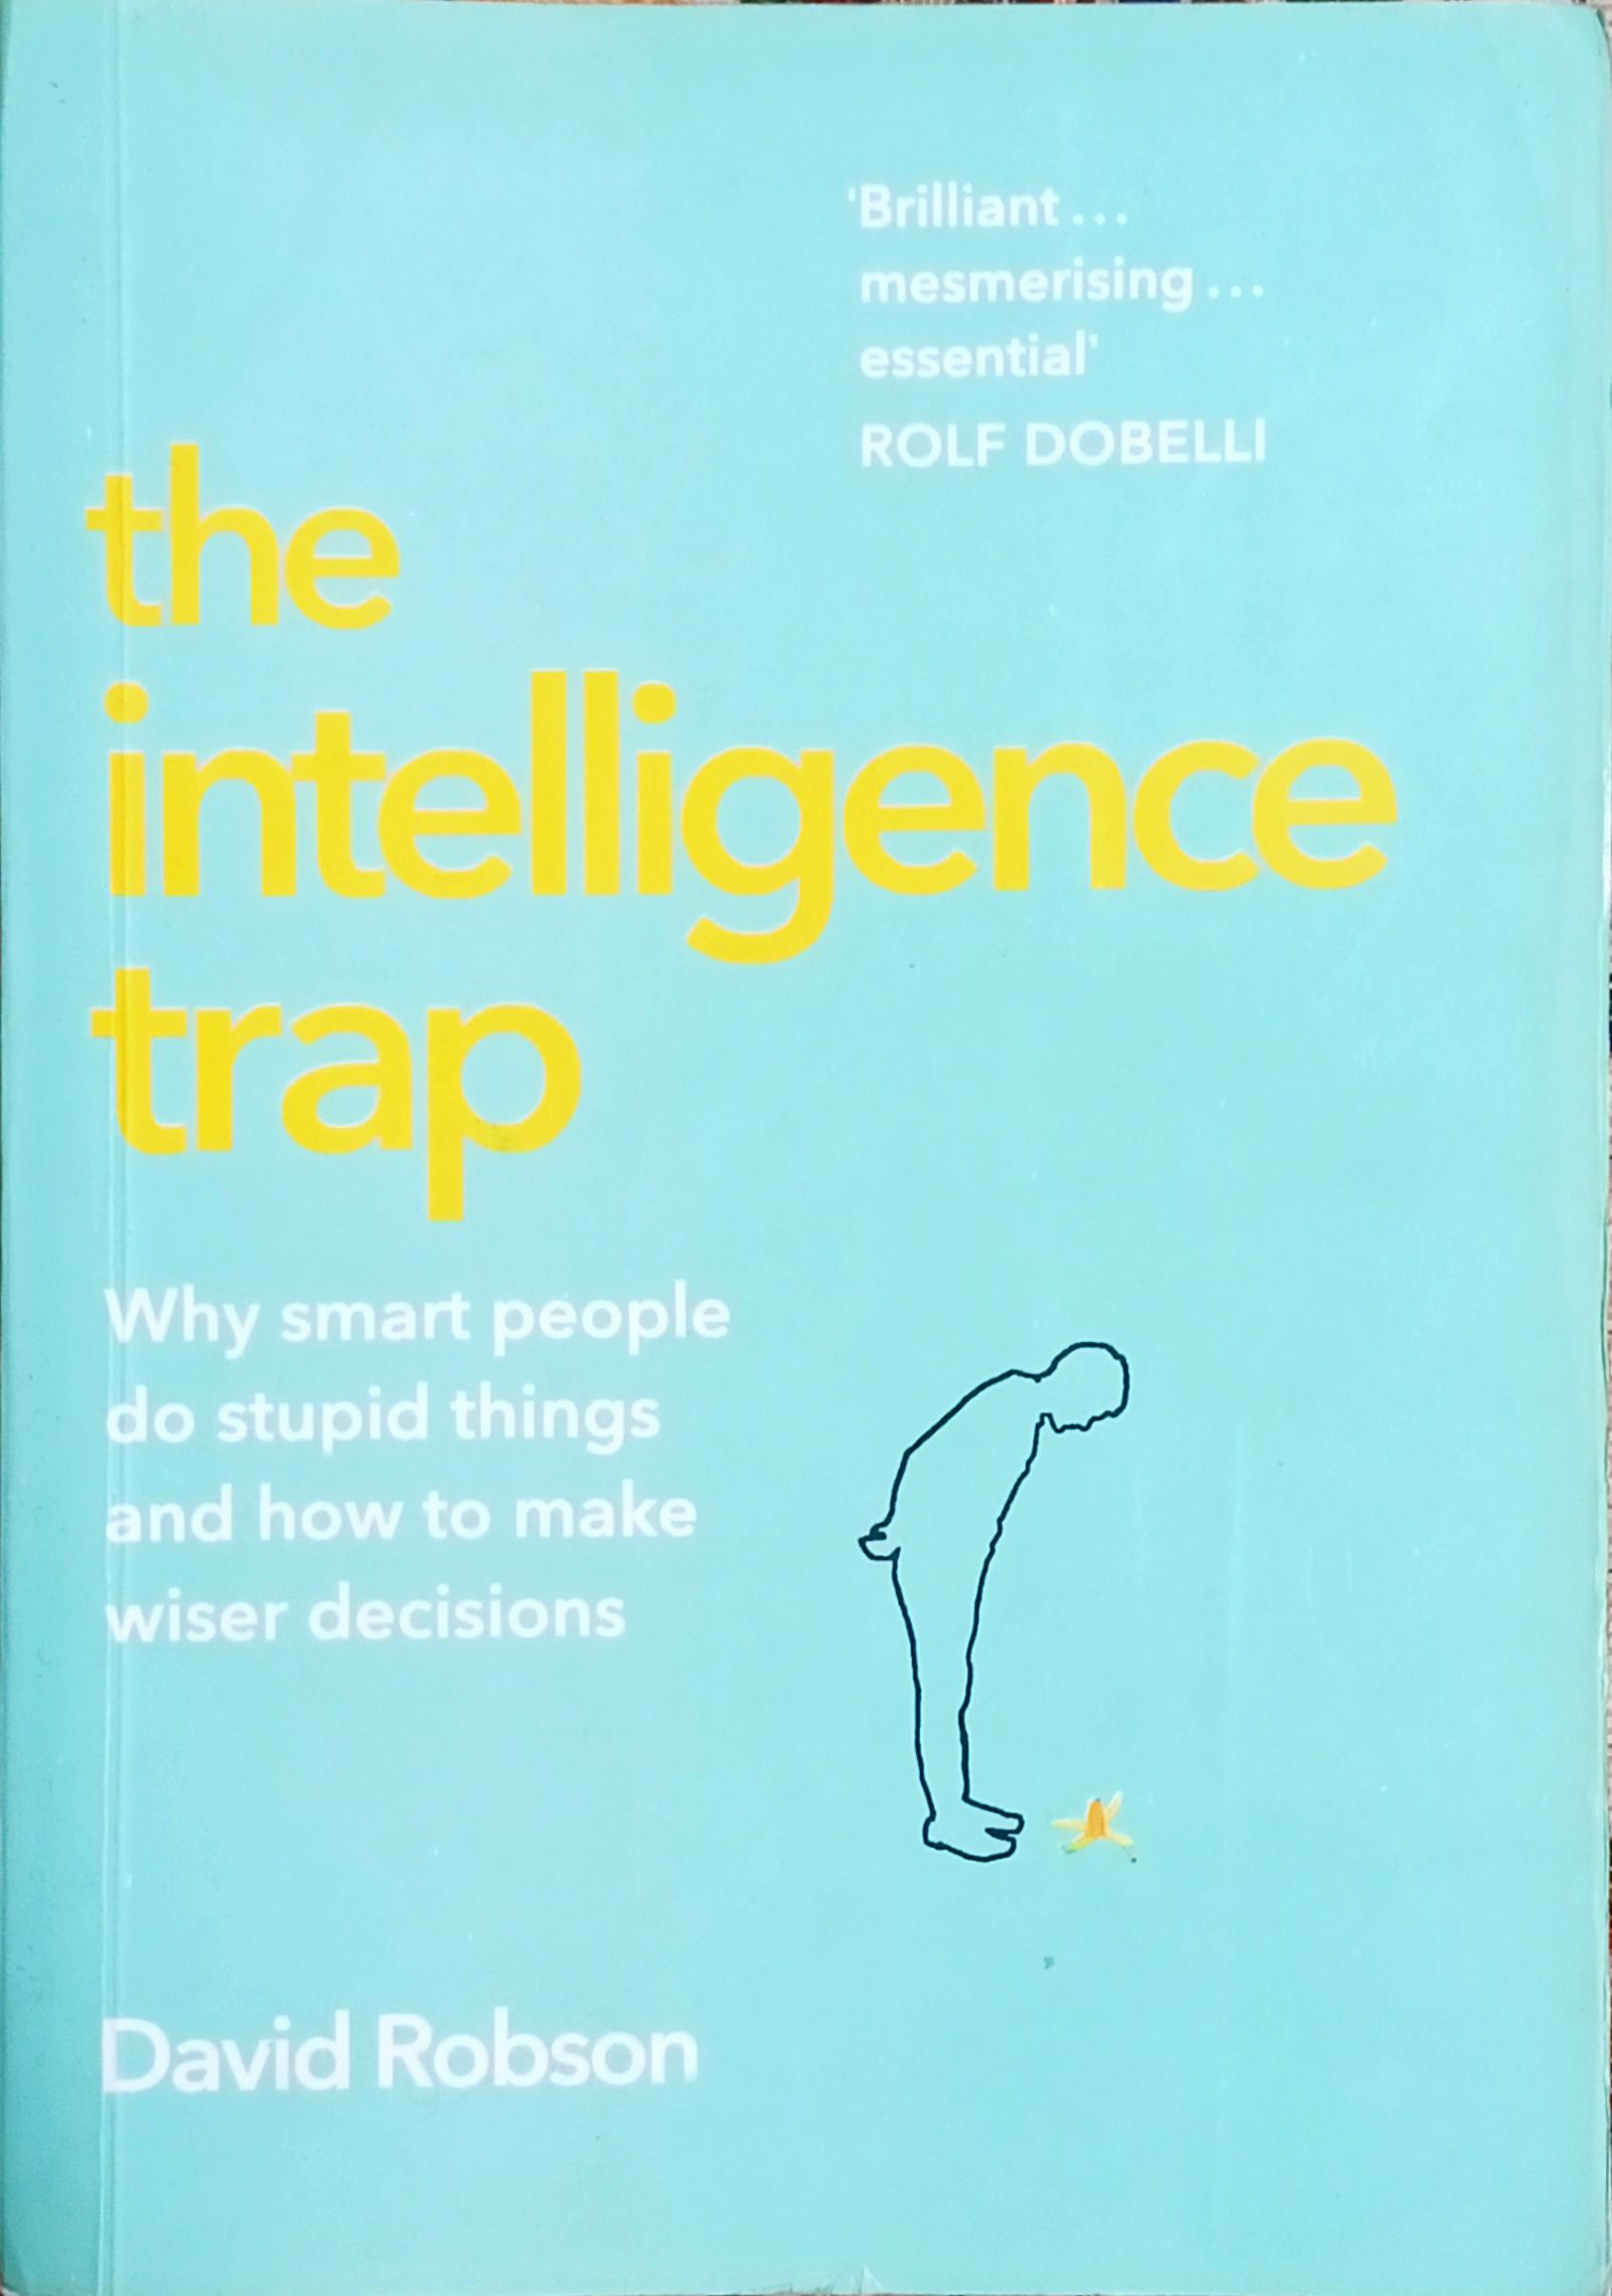 'Brilliant...
mesmerising...
essential'
ROLF DOBELLI
the
intelligence
trap
Why smart people
do stupid things
and how to make
wiser decisions
David Robson